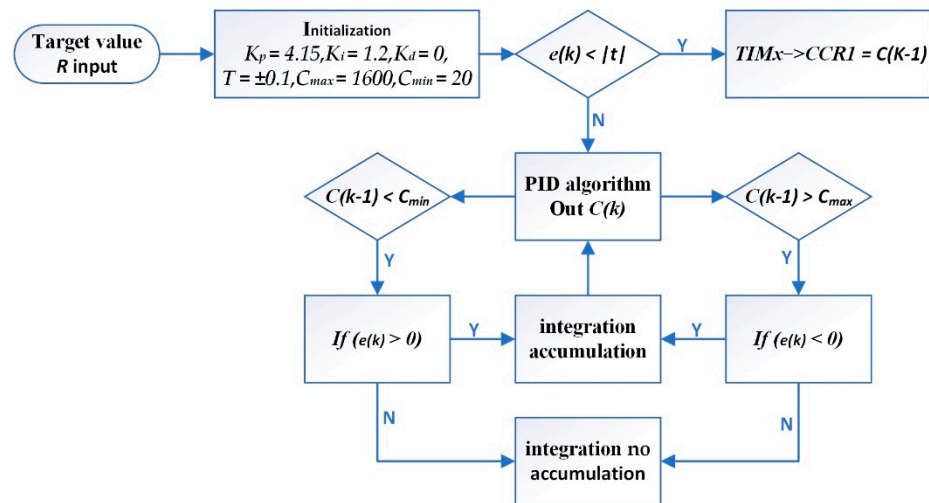 Target value
R input
Initialization
Kp = 4.15,Ki = 1.2,Kd = 0,
T = ±0.1,Cmax = 1600,Cmin = 20
e(k) < |t|
Y
TIMx−>CCR1 = C(K-1)
N
C(k-1) < Cmin
PID algorithm
Out C(k)
C(k-1) > Cmax
Y
Y
If (e(k) > 0)
Y
integration
accumulation
Y
If (e(k) < 0)
N
N
integration no
accumulation